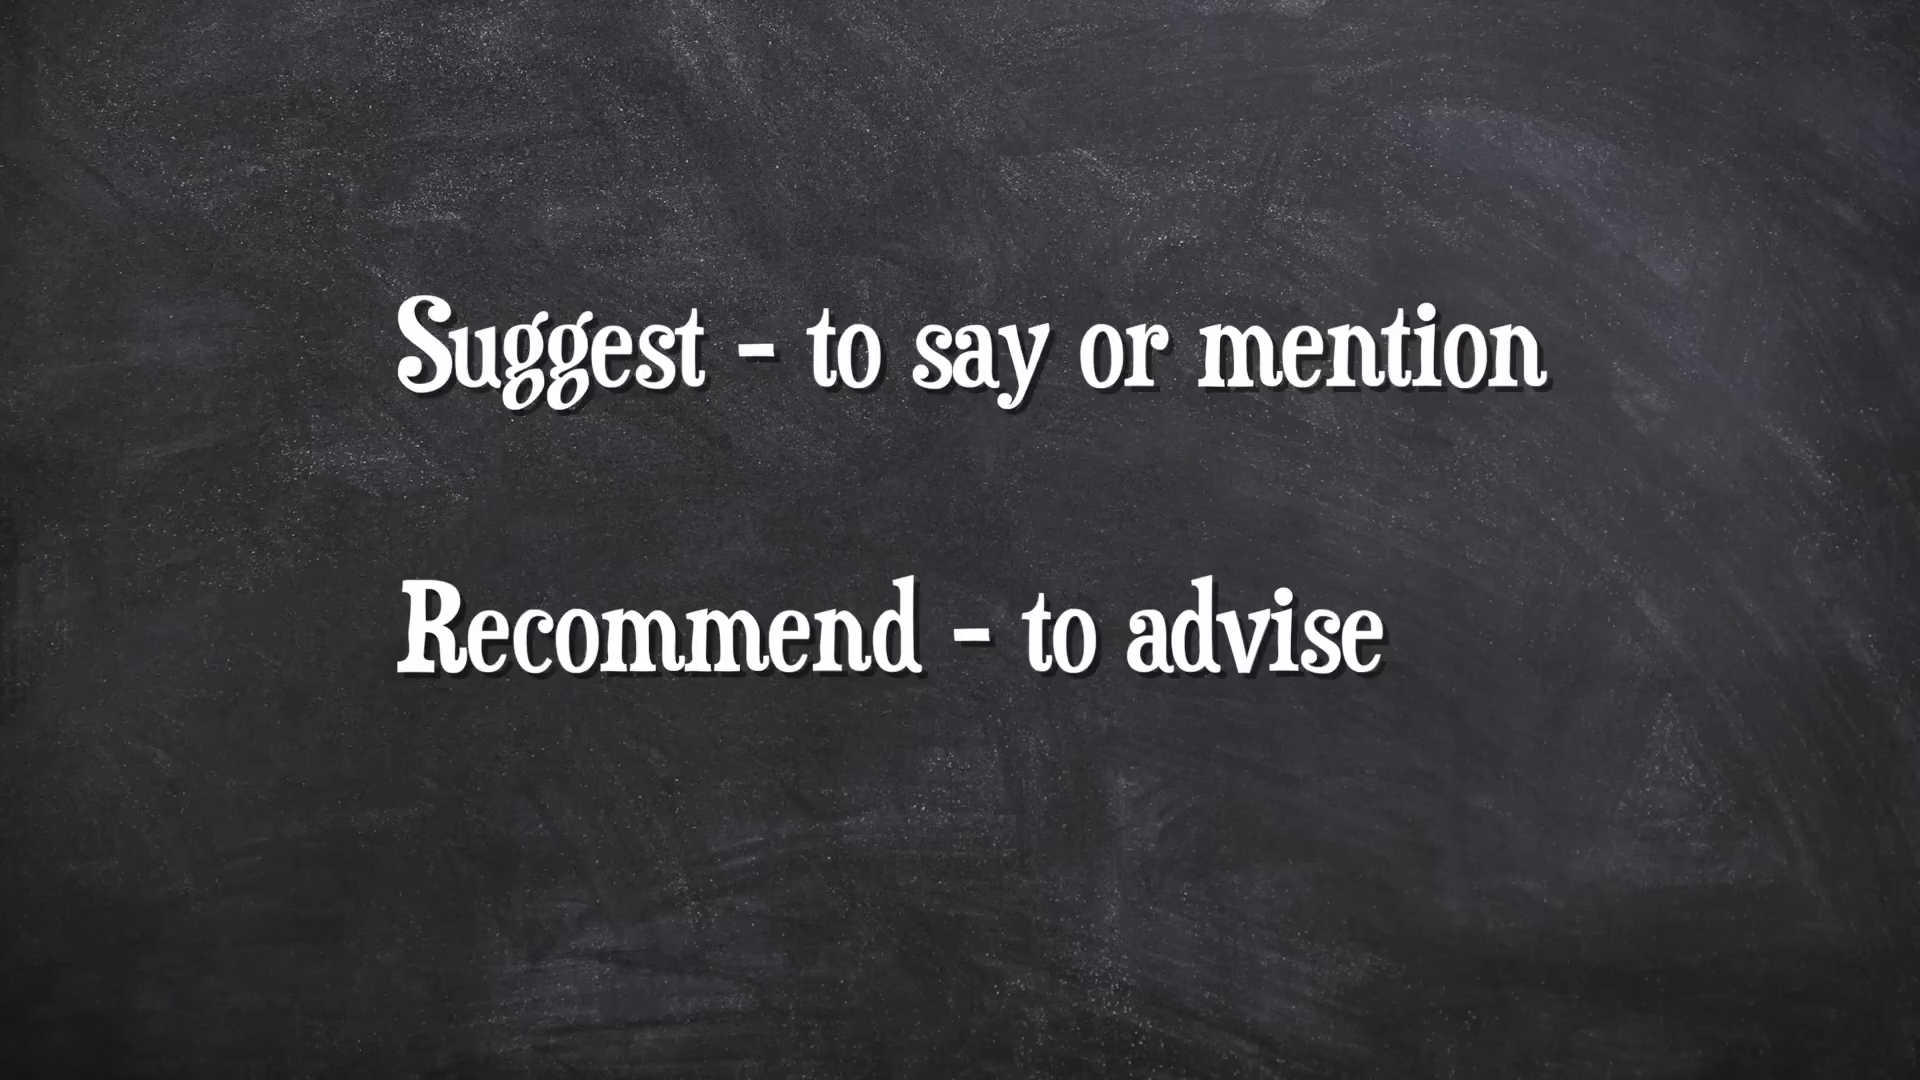 Suggest - to say or mention
Recommend - to advise